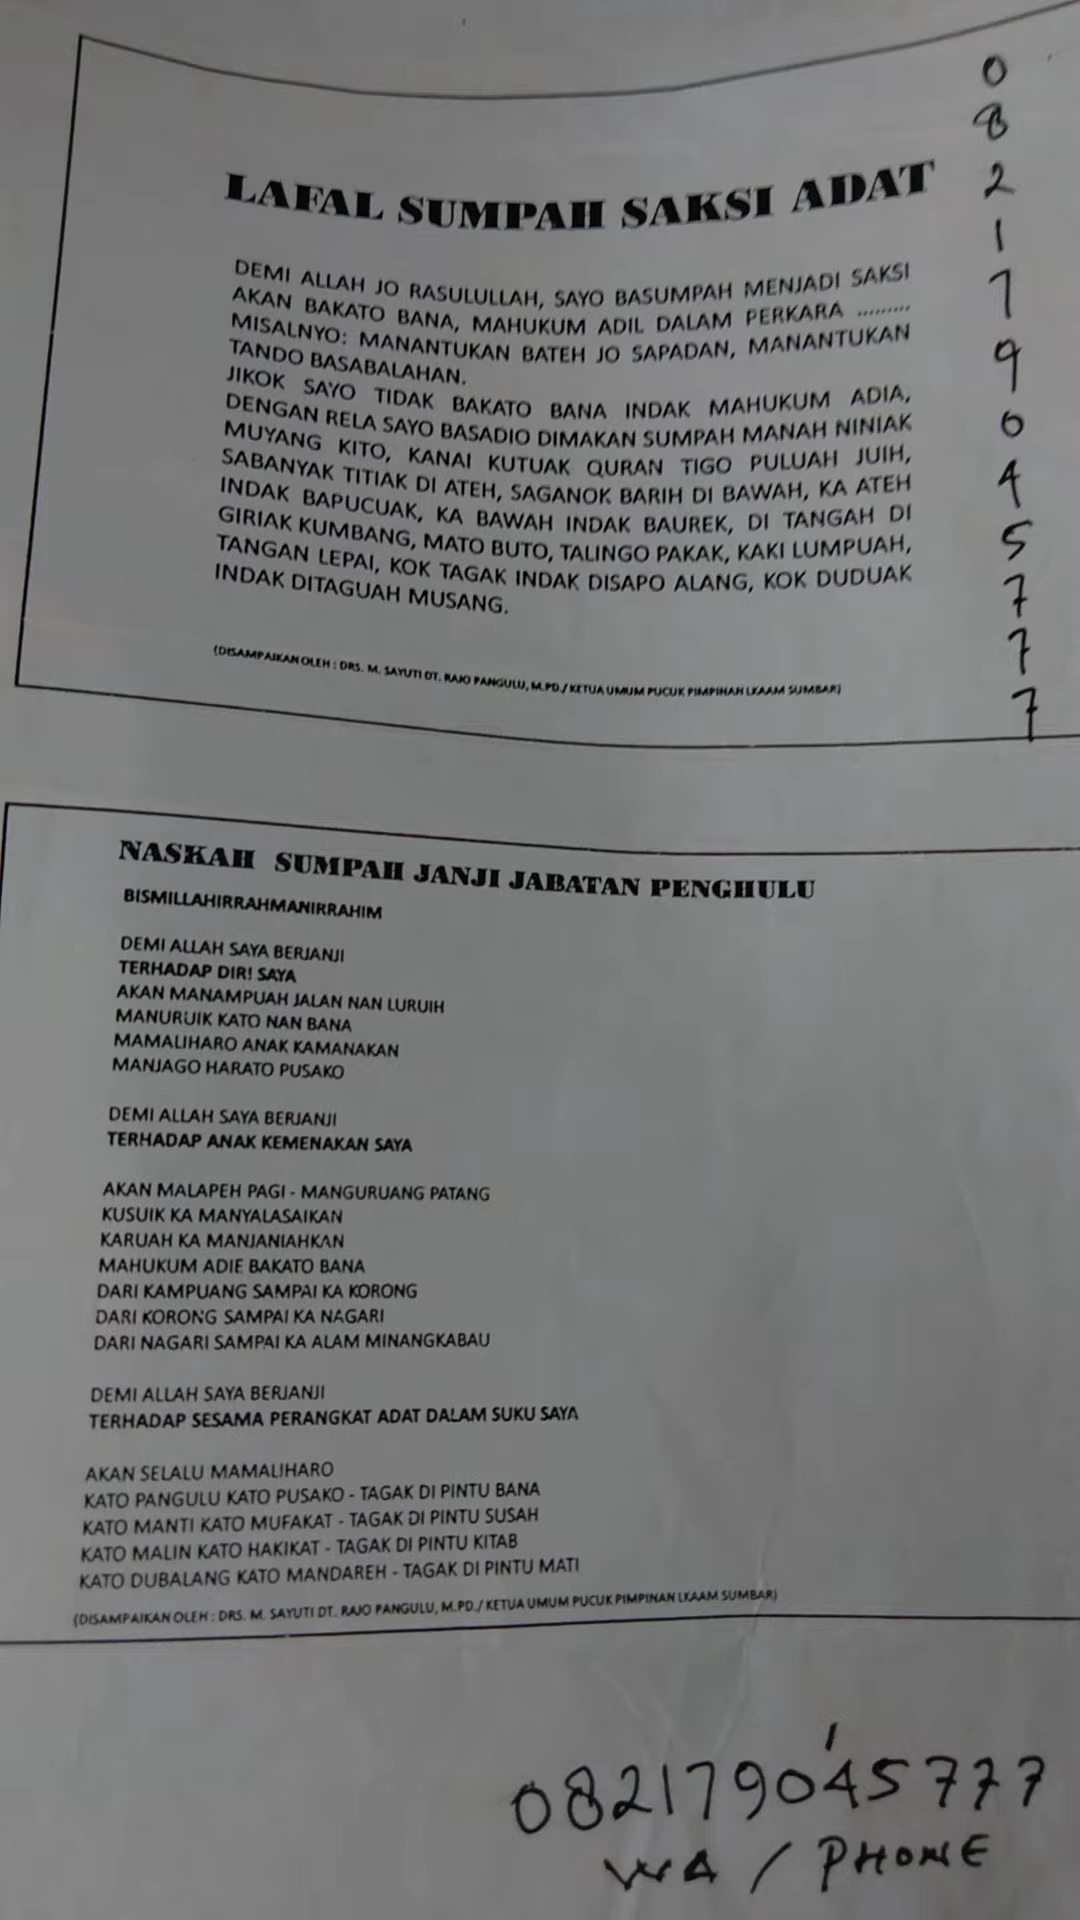 0
8
2
1
7
9
0
4
5
7
7
7
LAFAL SUMPAH SAKSI ADAT
DEMI ALLAH JO RASULULLAH, SAYO BASUMPAH MENJADI SAKSI
AKAN BAKATO BANA, MAHUKUM ADIL DALAM PERKARA .........
MISALNYO: MANANTUKAN BATEH JO SAPADAN, MANANTUKAN
TANDO BASABALAHAN.
JIKOK SAYO TIDAK BAKATO BANA INDAK MAHUKUM ADIA,
DENGAN RELA SAYO BASADIO DIMAKAN SUMPAH MANAH NINIAK
MUYANG KITO, KANAI KUTUAK QURAN TIGO PULUAH JUIH,
SABANYAK TITIAK DI ATEH, SAGANOK BARIH DI BAWAH, KA ATEH
INDAK BAPUCUAK, KA BAWAH INDAK BAUREK, DI TANGAH DI
GIRIAK KUMBANG, MATO BUTO, TALINGO PAKAK, KAKI LUMPUAH,
TANGAN LEPAI, KOK TAGAK INDAK DISAPO ALANG, KOK DUDUAK
INDAK DITAGUAH MUSANG.
(DISAMPAIKAN OLEH : DRS. M. SAYUTI DT. RAJO PANGULU, M.PD./ KETUA UMUM PUCUK PIMPINAN LKAAM SUMBAR)
NASKAH SUMPAH JANJI JABATAN PENGHULU
BISMILLAHIRRAHMANIRRAHIM
DEMI ALLAH SAYA BERJANJI
TERHADAP DIRI SAYA
AKAN MANAMPUAH JALAN NAN LURUIH
MANURUIK KATO NAN BANA
MAMALIHARO ANAK KAMANAKAN
MANJAGO HARATO PUSAKO
DEMI ALLAH SAYA BERJANJI
TERHADAP ANAK KEMENAKAN SAYA
AKAN MALAPEH PAGI - MANGURUANG PATANG
KUSUIK KA MANYALASAIKAN
KARUAH KA MANJANIAHKAN
MAHUKUM ADIE BAKATO BANA
DARI KAMPUANG SAMPAI KA KORONG
DARI KORONG SAMPAI KA NAGARI
DARI NAGARI SAMPAI KA ALAM MINANGKABAU
DEMI ALLAH SAYA BERJANJI
TERHADAP SESAMA PERANGKAT ADAT DALAM SUKU SAYA
AKAN SELALU MAMALIHARO
KATO PANGULU KATO PUSAKO - TAGAK DI PINTU BANA
KATO MANTI KATO MUFAKAT - TAGAK DI PINTU SUSAH
KATO MALIN KATO HAKIKAT - TAGAK DI PINTU KITAB
KATO DUBALANG KATO MANDAREH - TAGAK DI PINTU MATI
(DISAMPAIKAN OLEH : DRS. M. SAYUTI DT. RAJO PANGULU, M.PD./ KETUA UMUM PUCUK PIMPINAN LKAAM SUMBAR)
082179045777
WA / PHONE